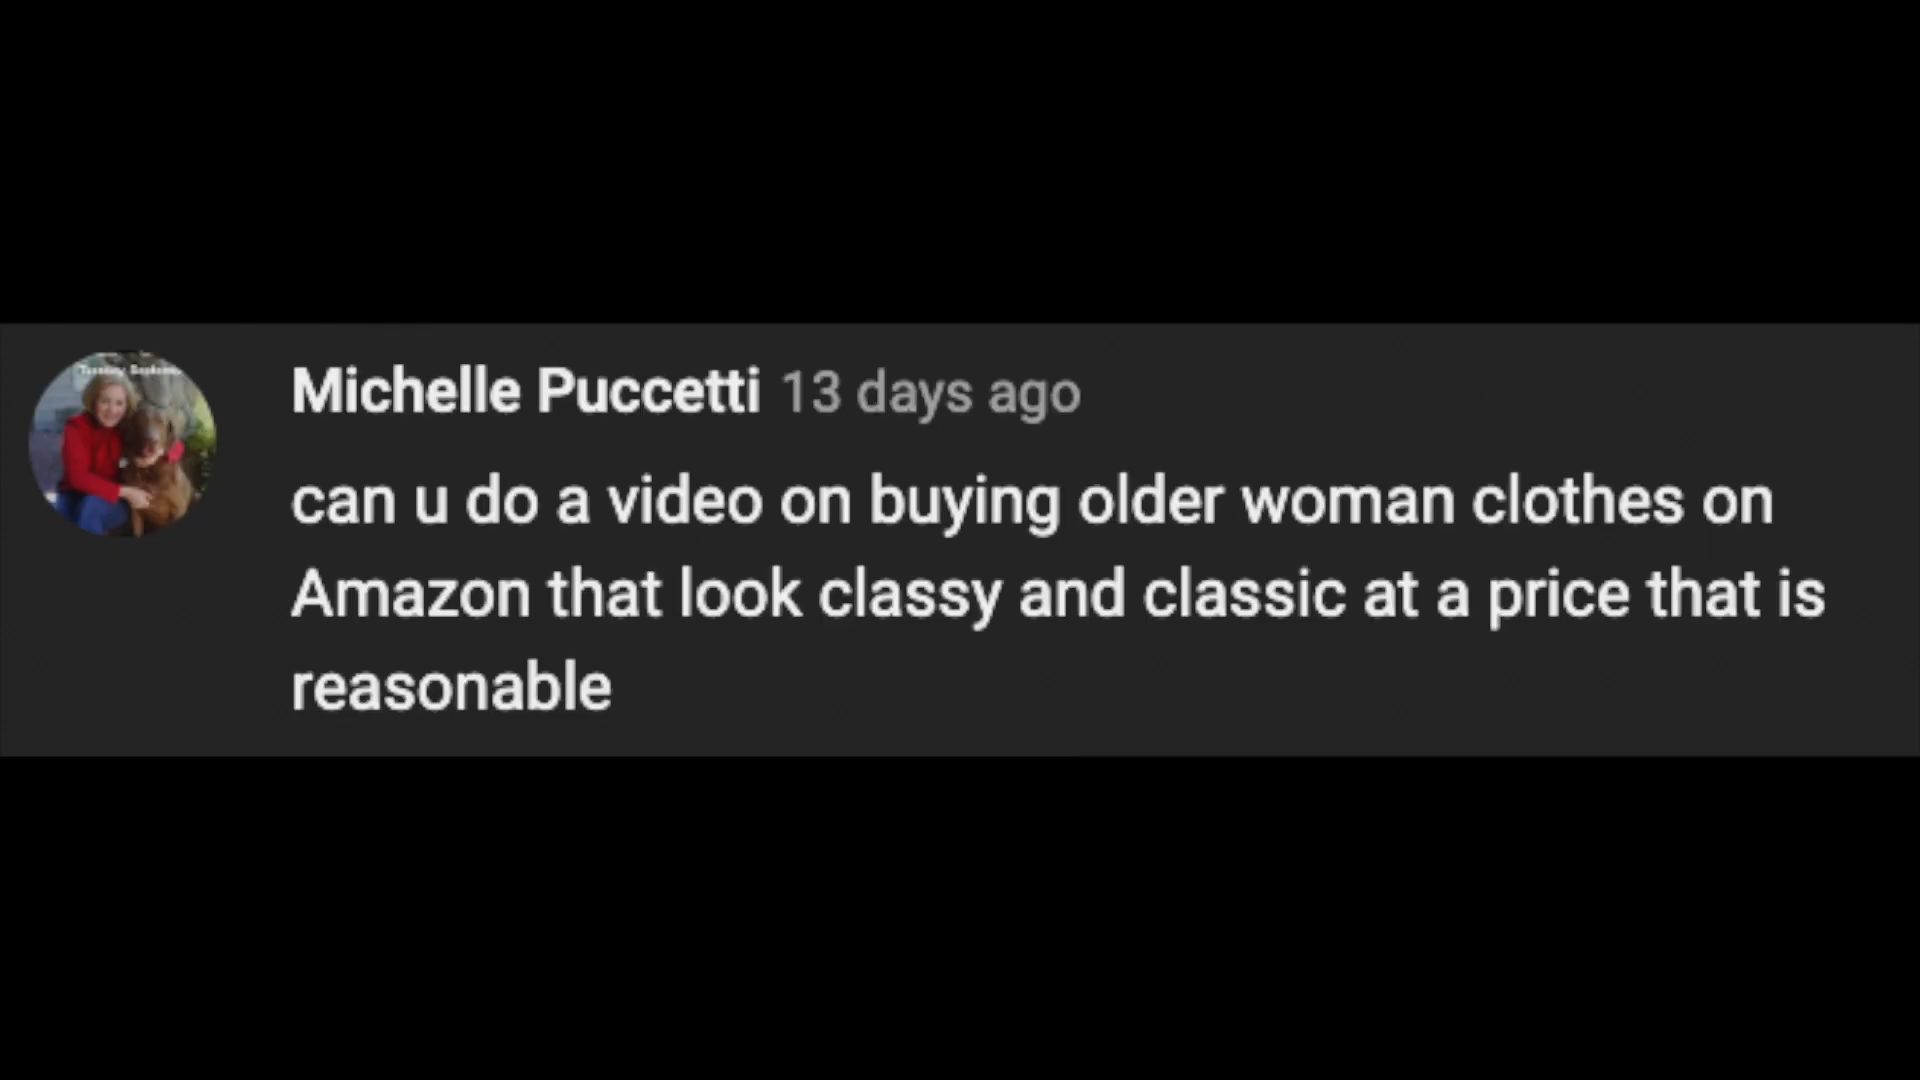 Michelle Puccetti 13 days ago
can u do a video on buying older woman clothes on
Amazon that look classy and classic at a price that is
reasonable